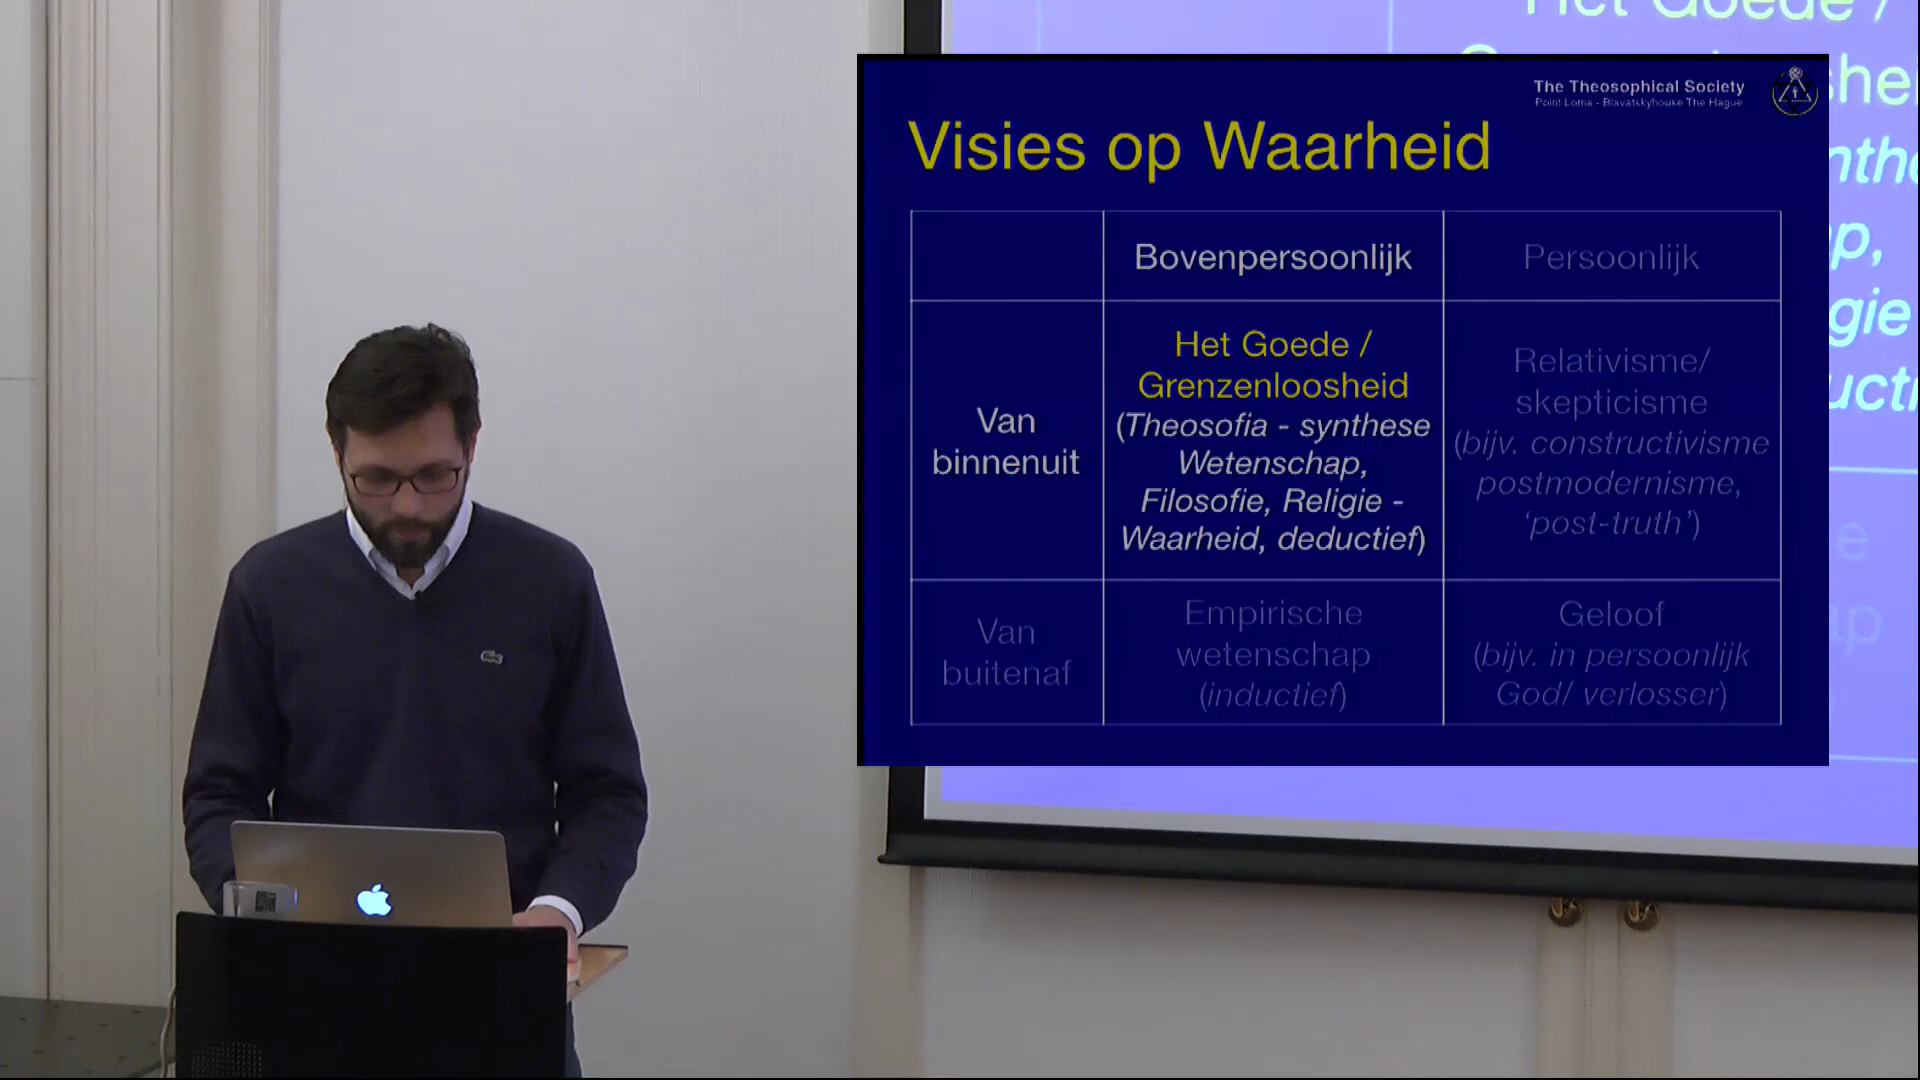 The Theosophical Society
Point Loma - Blavatskyhouse The Hague
Visies op Waarheid
Bovenpersoonlijk
Persoonlijk
Van
binnenuit
Het Goede /
Grenzenloosheid
(Theosofia - synthese
Wetenschap,
Filosofie, Religie -
Waarheid, deductief)
Relativisme/
skepticisme
(bijv. constructivisme
postmodernisme,
‘post-truth’)
Van
buitenaf
Empirische
wetenschap
(inductief)
Geloof
(bijv. in persoonlijk
God/ verlosser)
Het Goede /